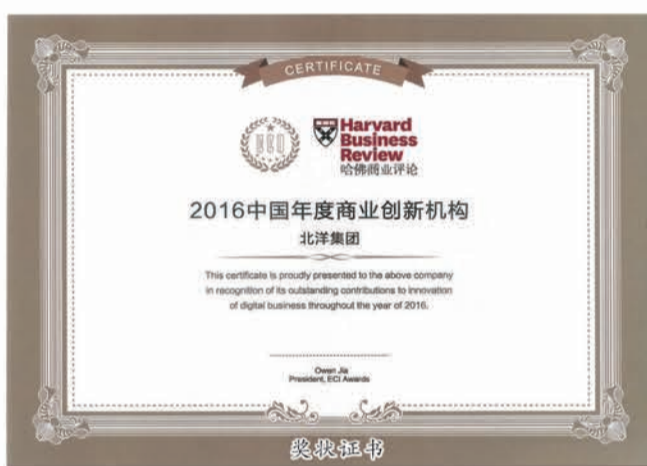 CERTIFICATE
Harvard
Business
Review
哈佛商业评论
2016中国年度商业创新机构
北洋集团
This certificate is proudly presented to the above company
in recognition of its outstanding contributions to innovation
of digital business throughout the year of 2016.
Owen Jia
President, ECI Awards
奖状证书